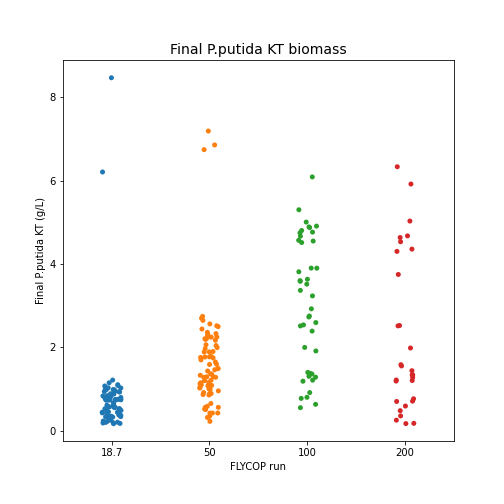 Final P.putida KT biomass
Final P.putida KT (g/L)
8
6
4
2
0
18.7 50 100 200
FLYCOP run